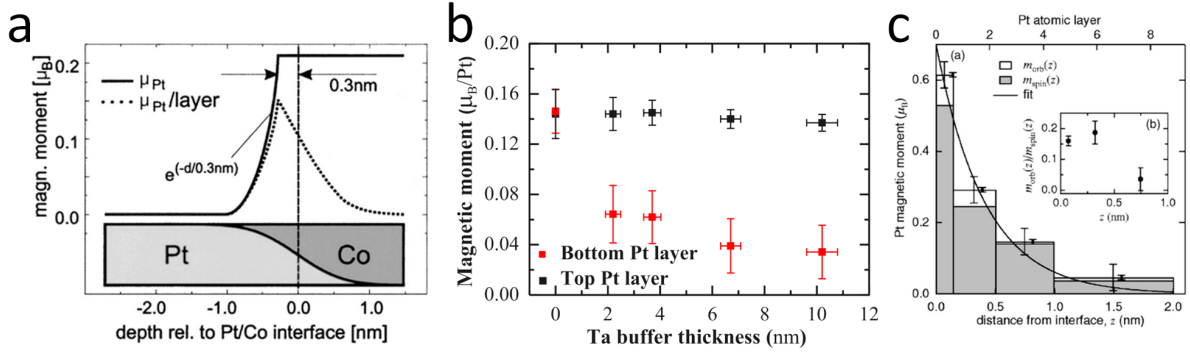 a
magn. moment [μB]
0.2
0.1
0.0
μPt
μPt/layer
0.3nm
e(-d/0.3nm)
Pt
Co
-2.0
-1.0
0.0
1.0
depth rel. to Pt/Co interface [nm]
b
Magnetic moment (μB/Pt)
0.20
0.16
0.12
0.08
0.04
0.00
Bottom Pt layer
Top Pt layer
0
2
4
6
8
10
12
Ta buffer thickness (nm)
c
Pt atomic layer
0
2
4
6
8
Pt magnetic moment (μB)
0.6
0.4
0.2
0.0
(a)
morb(z)
mspin(z)
fit
(b)
morb(z)/mspin(z)
0.2
0.1
0.0
0.0
0.5
1.0
z (nm)
0.0
0.5
1.0
1.5
2.0
distance from interface, z (nm)